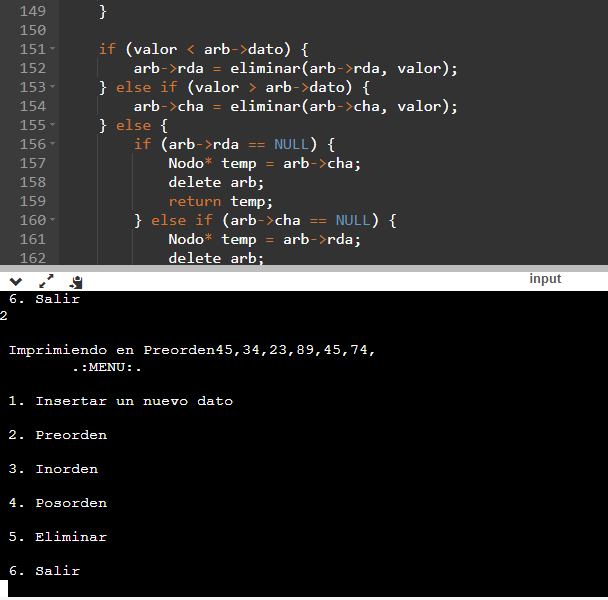 149 }
150
151 if (valor < arb->dato) {
152 arb->rda = eliminar(arb->rda, valor);
153 } else if (valor > arb->dato) {
154 arb->cha = eliminar(arb->cha, valor);
155 } else {
156 if (arb->rda == NULL) {
157 Nodo* temp = arb->cha;
158 delete arb;
159 return temp;
160 } else if (arb->cha == NULL) {
161 Nodo* temp = arb->rda;
162 delete arb;
input
6. Salir
2
Imprimiendo en Preorden45,34,23,89,45,74,
.:MENU:.
1. Insertar un nuevo dato
2. Preorden
3. Inorden
4. Posorden
5. Eliminar
6. Salir